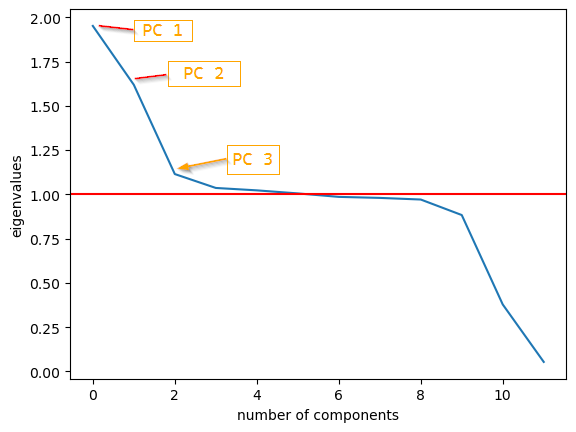 2.00
1.75
1.50
1.25
1.00
0.75
0.50
0.25
0.00
eigenvalues
PC 1
PC 2
PC 3
0 2 4 6 8 10
number of components